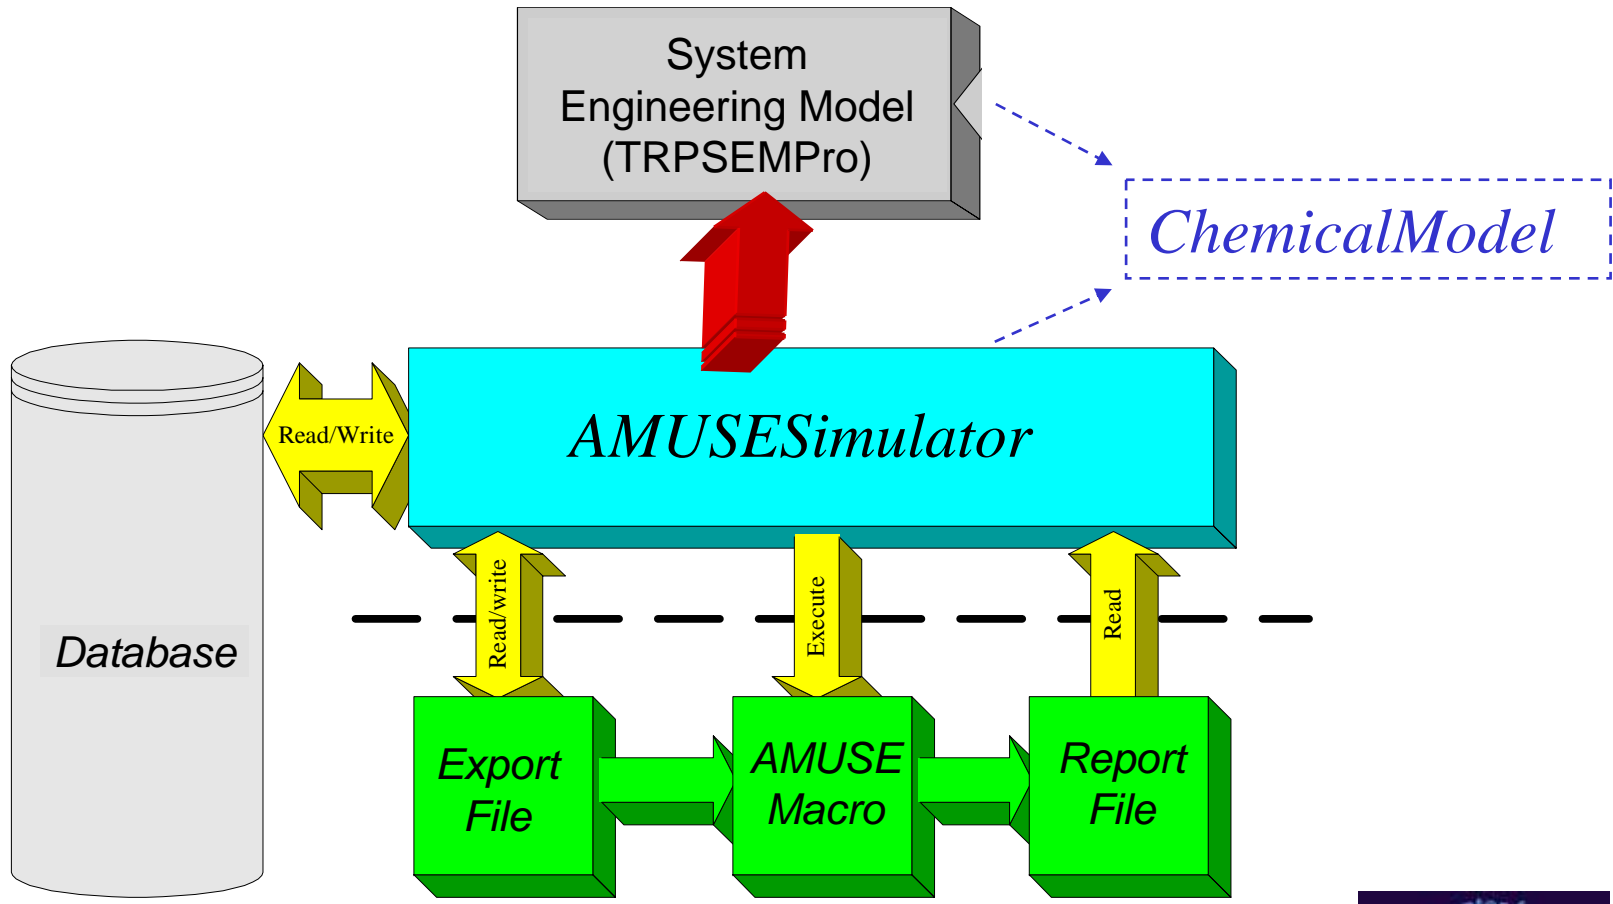 System
Engineering Model
(TRPSEMPro)
ChemicalModel
Read/Write
AMUSESimulator
Read/write
Execute
Read
Database
Export
File
AMUSE
Macro
Report
File